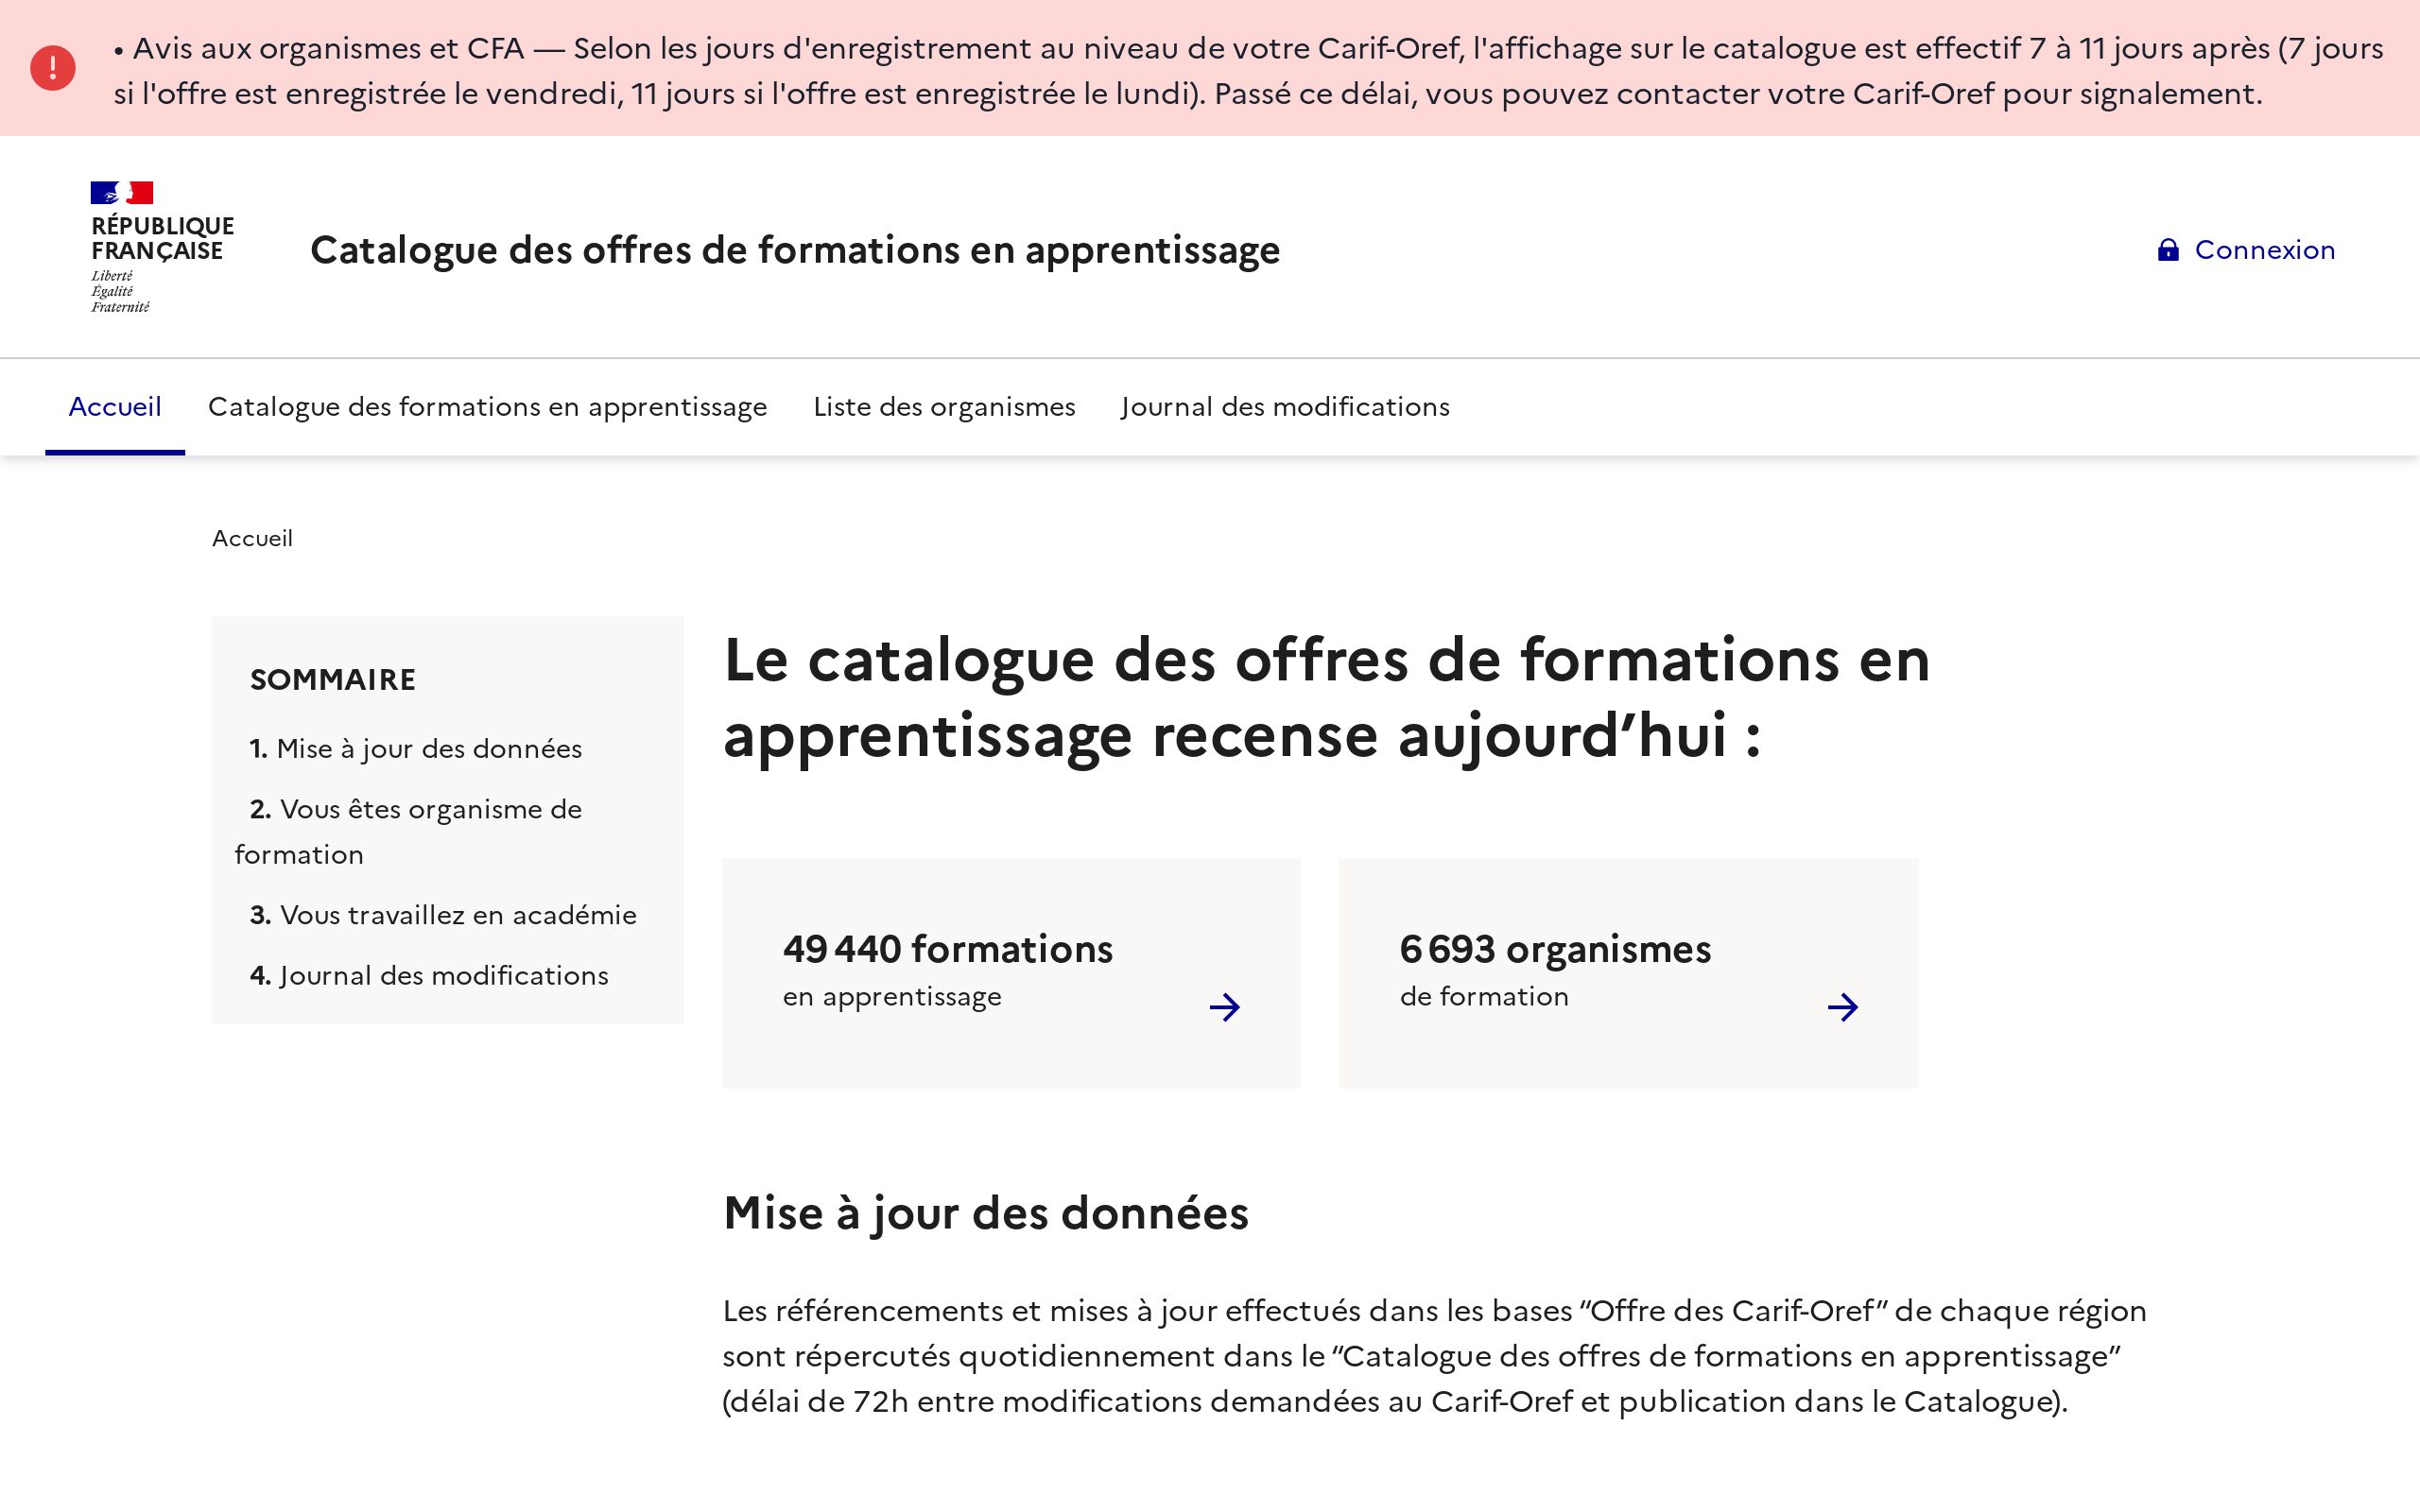 • Avis aux organismes et CFA — Selon les jours d'enregistrement au niveau de votre Carif-Oref, l'affichage sur le catalogue est effectif 7 à 11 jours après (7 jours
si l'offre est enregistrée le vendredi, 11 jours si l'offre est enregistrée le lundi). Passé ce délai, vous pouvez contacter votre Carif-Oref pour signalement.
RÉPUBLIQUE
FRANÇAISE
Liberté
Égalité
Fraternité
Catalogue des offres de formations en apprentissage
Connexion
Accueil Catalogue des formations en apprentissage Liste des organismes Journal des modifications
Accueil
SOMMAIRE
1. Mise à jour des données
2. Vous êtes organisme de
formation
3. Vous travaillez en académie
4. Journal des modifications
Le catalogue des offres de formations en
apprentissage recense aujourd’hui :
49 440 formations
en apprentissage
6 693 organismes
de formation
Mise à jour des données
Les référencements et mises à jour effectués dans les bases “Offre des Carif-Oref” de chaque région
sont répercutés quotidiennement dans le “Catalogue des offres de formations en apprentissage”
(délai de 72h entre modifications demandées au Carif-Oref et publication dans le Catalogue).